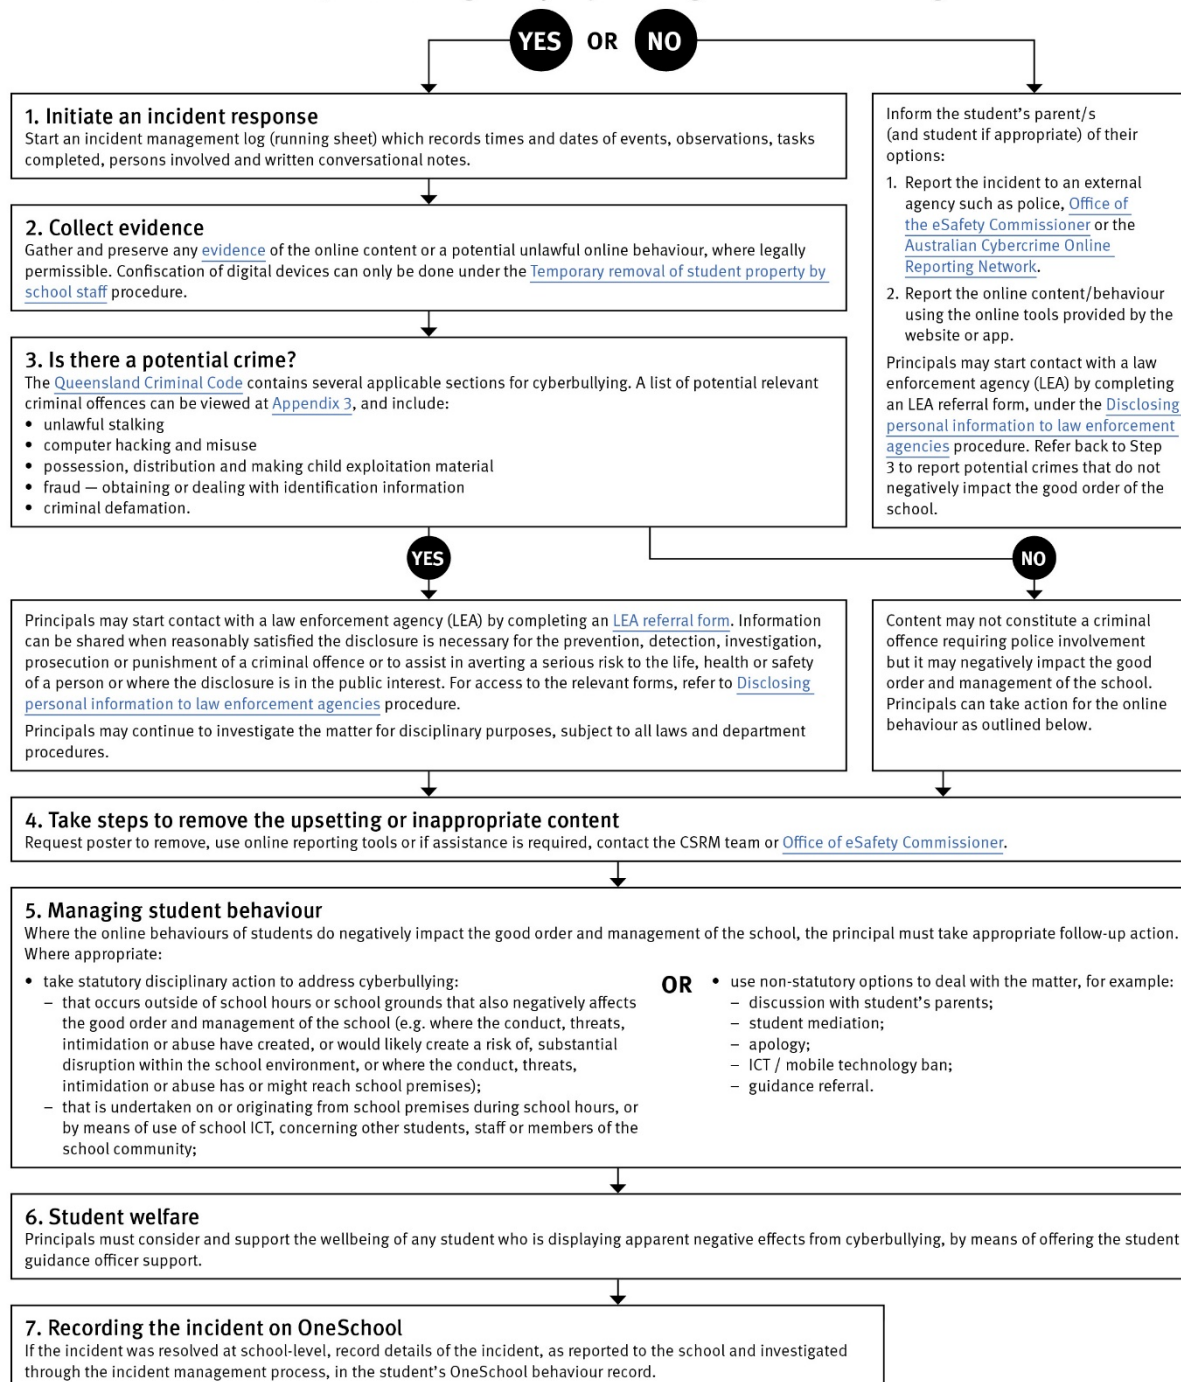 YES OR NO
1. Initiate an incident response
Start an incident management log (running sheet) which records times and dates of events, observations, tasks
completed, persons involved and written conversational notes.
2. Collect evidence
Gather and preserve any evidence of the online content or a potential unlawful online behaviour, where legally
permissible. Confiscation of digital devices can only be done under the Temporary removal of student property by
school staff procedure.
3. Is there a potential crime?
The Queensland Criminal Code contains several applicable sections for cyberbullying. A list of potential relevant
criminal offences can be viewed at Appendix 3, and include:
• unlawful stalking
• computer hacking and misuse
• possession, distribution and making child exploitation material
• fraud — obtaining or dealing with identification information
• criminal defamation.
Inform the student's parent/s
(and student if appropriate) of their
options:
1. Report the incident to an external
agency such as police, Office of
the eSafety Commissioner or the
Australian Cybercrime Online
Reporting Network.
2. Report the online content/behaviour
using the online tools provided by the
website or app.
Principals may start contact with a law
enforcement agency (LEA) by completing
an LEA referral form, under the Disclosing
personal information to law enforcement
agencies procedure. Refer back to Step
3 to report potential crimes that do not
negatively impact the good order of the
school.
YES
NO
Principals may start contact with a law enforcement agency (LEA) by completing an LEA referral form. Information
can be shared when reasonably satisfied the disclosure is necessary for the prevention, detection, investigation,
prosecution or punishment of a criminal offence or to assist in averting a serious risk to the life, health or safety
of a person or where the disclosure is in the public interest. For access to the relevant forms, refer to Disclosing
personal information to law enforcement agencies procedure.
Principals may continue to investigate the matter for disciplinary purposes, subject to all laws and department
procedures.
Content may not constitute a criminal
offence requiring police involvement
but it may negatively impact the good
order and management of the school.
Principals can take action for the online
behaviour as outlined below.
4. Take steps to remove the upsetting or inappropriate content
Request poster to remove, use online reporting tools or if assistance is required, contact the CSRM team or Office of eSafety Commissioner.
5. Managing student behaviour
Where the online behaviours of students do negatively impact the good order and management of the school, the principal must take appropriate follow-up action.
Where appropriate:
• take statutory disciplinary action to address cyberbullying:
– that occurs outside of school hours or school grounds that also negatively affects
the good order and management of the school (e.g. where the conduct, threats,
intimidation or abuse have created, or would likely create a risk of, substantial
disruption within the school environment, or where the conduct, threats,
intimidation or abuse has or might reach school premises);
– that is undertaken on or originating from school premises during school hours, or
by means of use of school ICT, concerning other students, staff or members of the
school community;
OR
• use non-statutory options to deal with the matter, for example:
– discussion with student's parents;
– student mediation;
– apology;
– ICT / mobile technology ban;
– guidance referral.
6. Student welfare
Principals must consider and support the wellbeing of any student who is displaying apparent negative effects from cyberbullying, by means of offering the student
guidance officer support.
7. Recording the incident on OneSchool
If the incident was resolved at school-level, record details of the incident, as reported to the school and investigated
through the incident management process, in the student's OneSchool behaviour record.